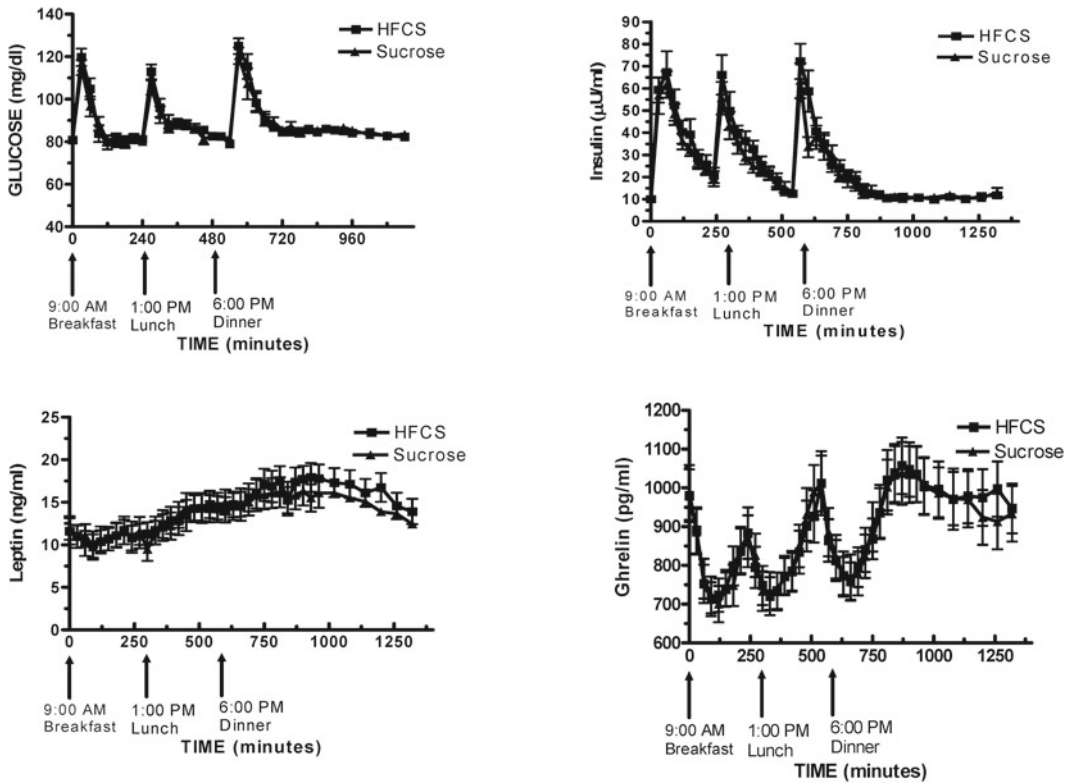 GLUCOSE (mg/dl)
140
120
100
80
60
40
HFCS
Sucrose
0 240 480 720 960
9:00 AM
Breakfast
1:00 PM
Lunch
6:00 PM
Dinner
TIME (minutes)
Insulin (µU/ml)
90
80
70
60
50
40
30
20
10
0
HFCS
Sucrose
0 250 500 750 1000 1250
9:00 AM
Breakfast
1:00 PM
Lunch
6:00 PM
Dinner
TIME (minutes)
Leptin (ng/ml)
25
20
15
10
5
0
HFCS
Sucrose
0 250 500 750 1000 1250
9:00 AM
Breakfast
1:00 PM
Lunch
6:00 PM
Dinner
TIME (minutes)
Ghrelin (pg/ml)
1200
1100
1000
900
800
700
600
HFCS
Sucrose
0 250 500 750 1000 1250
9:00 AM
Breakfast
1:00 PM
Lunch
6:00 PM
Dinner
TIME (minutes)